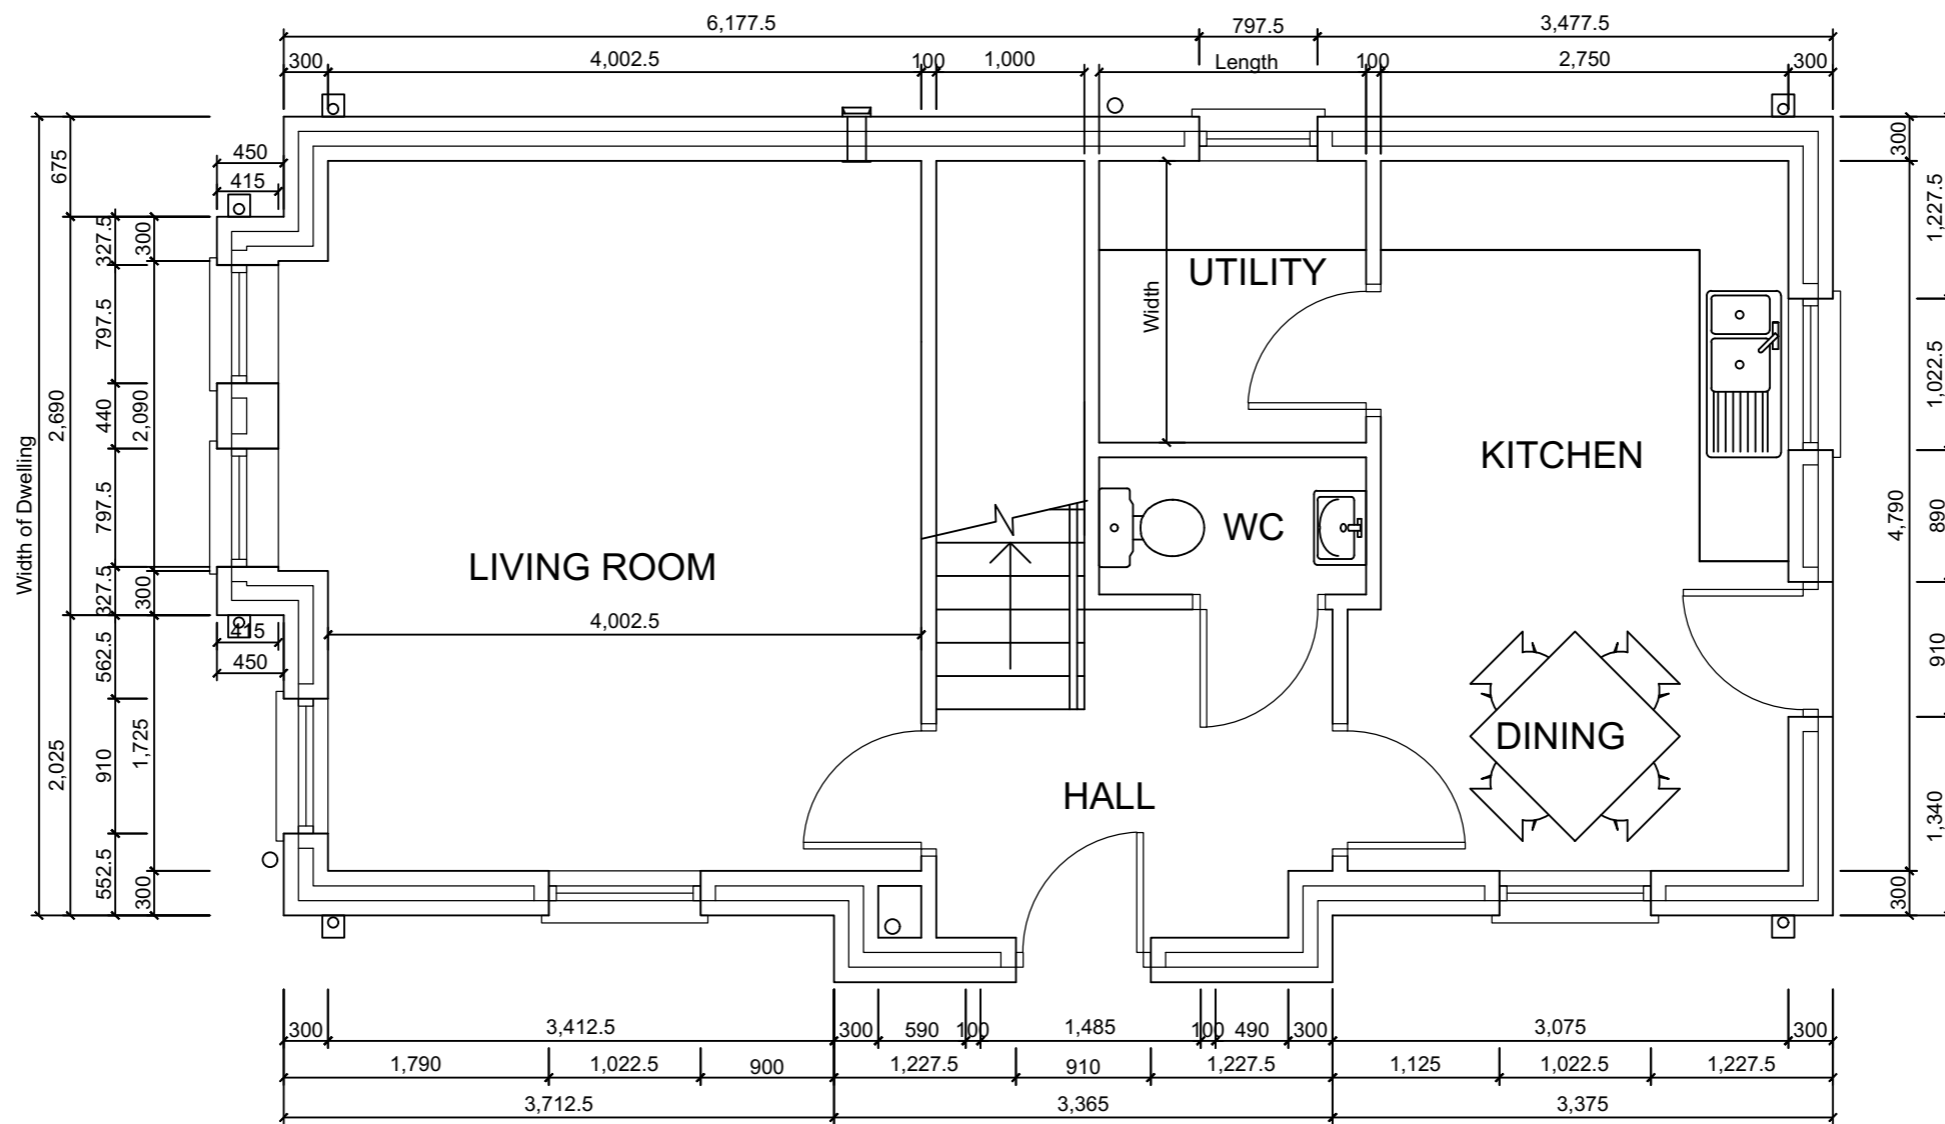 6,177.5 797.5 3,477.5
300 4,002.5 100 1,000 Length 100 2,750 300
675
450
415
300
327.5
300
1,227.5
UTILITY
Width
797.5
1,022.5
2,690
440
2,090
Width of Dwelling
KITCHEN
797.5
890
4,790
WC
LIVING ROOM
327.5
300
4,002.5
415
450
562.5
910
DINING
1,725
2,025
910
HALL
1,340
552.5
300
300
300 3,412.5 300 590 100 1,485 100 490 300 3,075 300
1,790 1,022.5 900 1,227.5 910 1,227.5 1,125 1,022.5 1,227.5
3,712.5 3,365 3,375